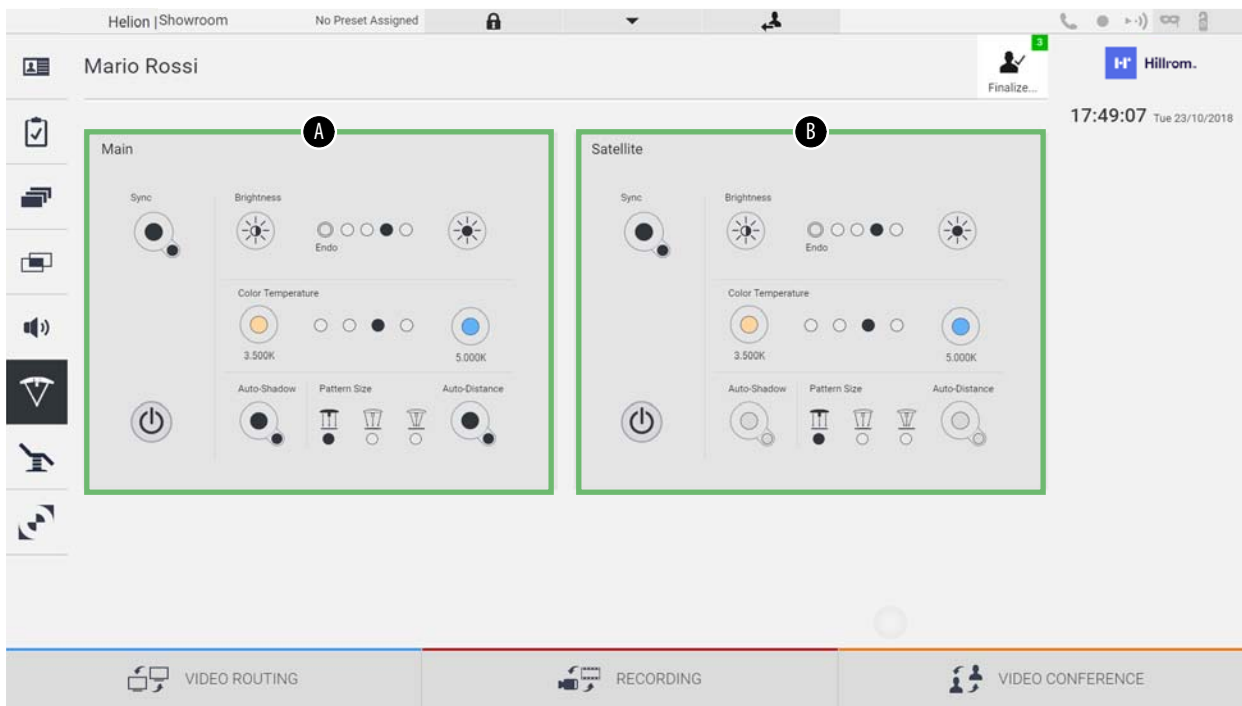 Helion | Showroom
No Preset Assigned
Mario Rossi
3
Finalize...
H·r Hillrom.
17:49:07 Tue 23/10/2018
A
Main
Sync
Brightness
Endo
Color Temperature
3.500K
5.000K
Auto-Shadow
Pattern Size
Auto-Distance
B
Satellite
Sync
Brightness
Endo
Color Temperature
3.500K
5.000K
Auto-Shadow
Pattern Size
Auto-Distance
VIDEO ROUTING
RECORDING
VIDEO CONFERENCE